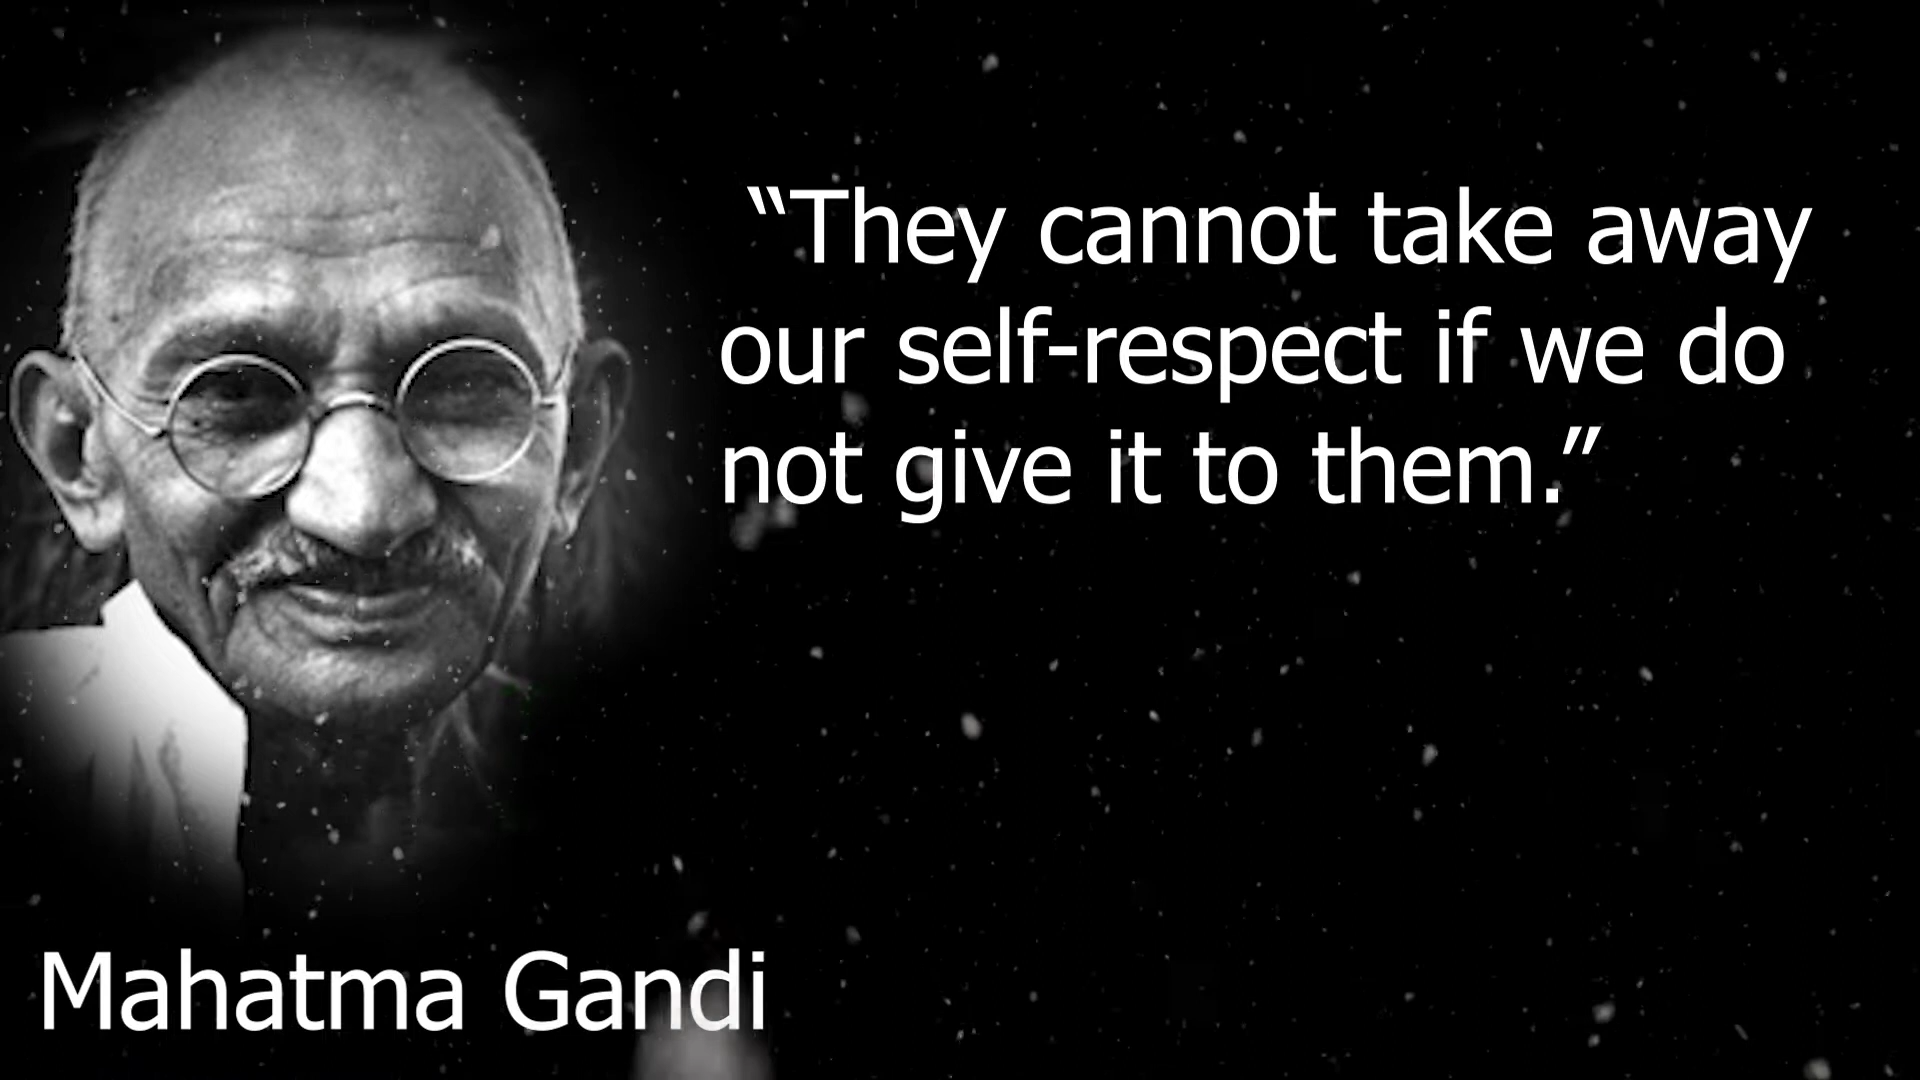 “They cannot take away
our self-respect if we do
not give it to them.”
Mahatma Gandi